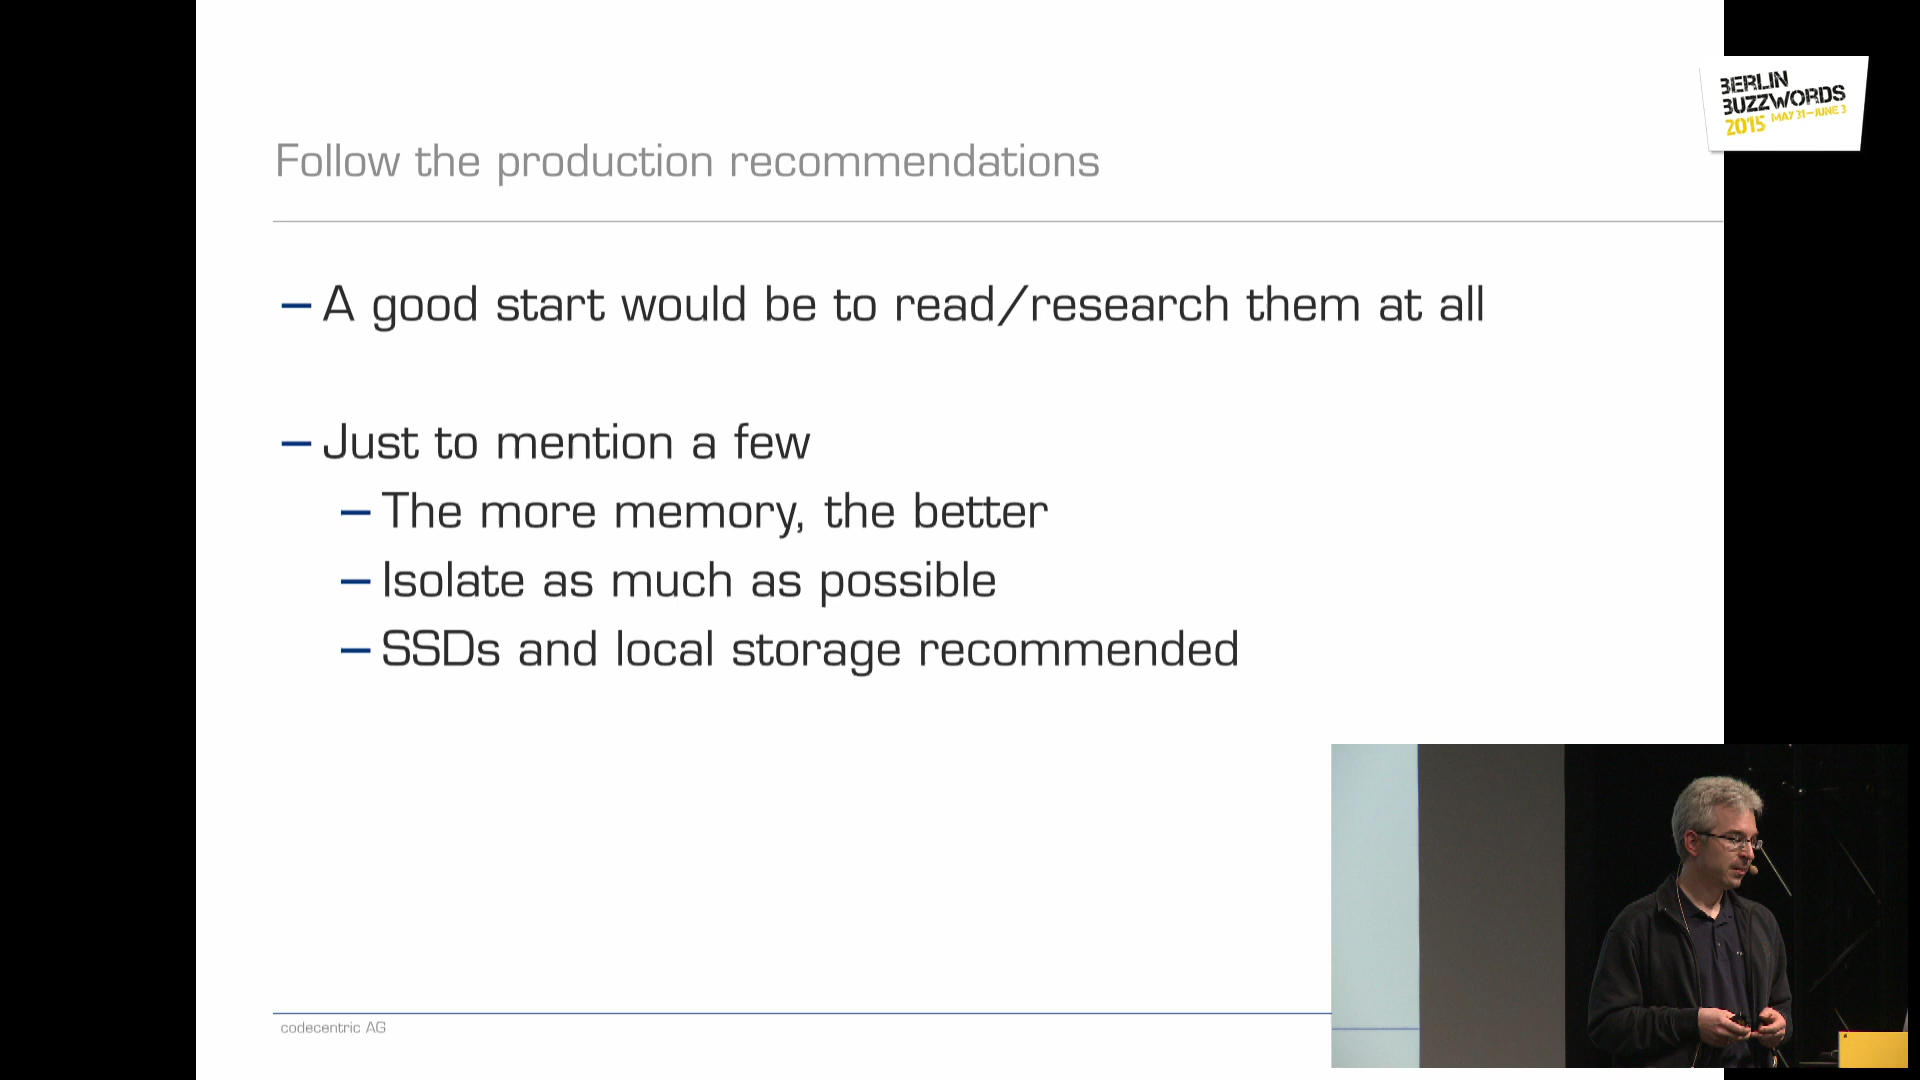 BERLIN
BUZZWORDS
2015 MAY 31–JUNE 3
Follow the production recommendations
– A good start would be to read/research them at all
– Just to mention a few
– The more memory, the better
– Isolate as much as possible
– SSDs and local storage recommended
codecentric AG